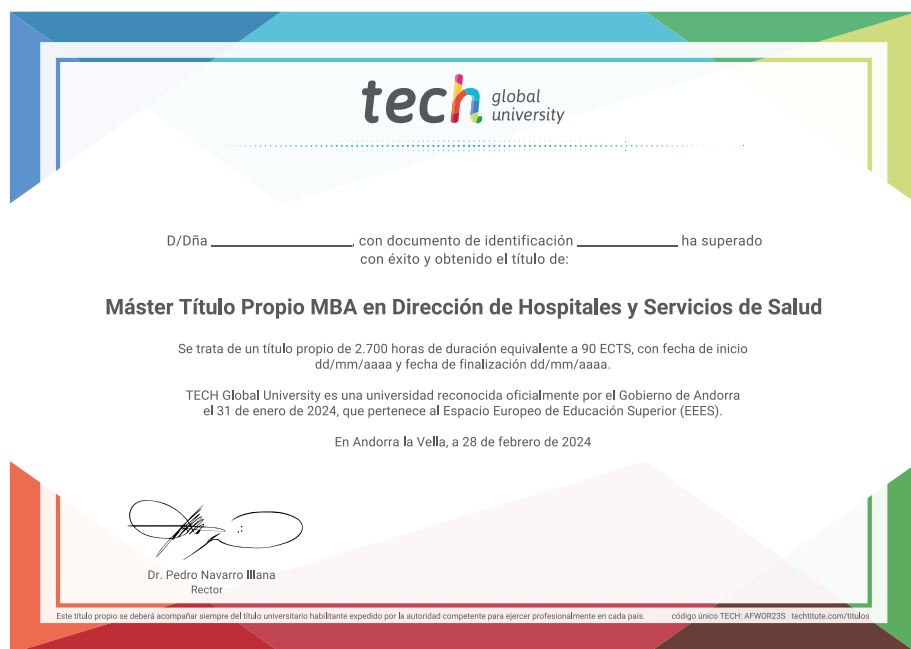 tech global university
D/Dña ____________, con documento de identificación ____________ ha superado
con éxito y obtenido el título de:
Máster Título Propio MBA en Dirección de Hospitales y Servicios de Salud
Se trata de un título propio de 2.700 horas de duración equivalente a 90 ECTS, con fecha de inicio
dd/mm/aaaa y fecha de finalización dd/mm/aaaa.
TECH Global University es una universidad reconocida oficialmente por el Gobierno de Andorra
el 31 de enero de 2024, que pertenece al Espacio Europeo de Educación Superior (EEES).
En Andorra la Vella, a 28 de febrero de 2024
Dr. Pedro Navarro Illana
Rector
Este título propio se deberá acompañar siempre del título universitario habilitante expedido por la autoridad competente para ejercer profesionalmente en cada país. código único TECH: AFWOR23S techtitute.com/titulos